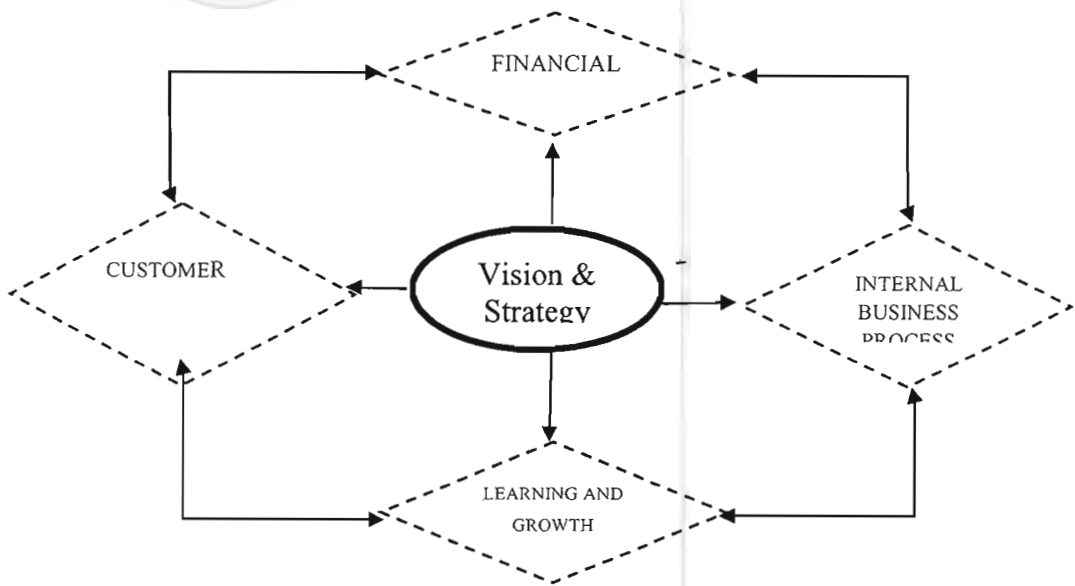 FINANCIAL
CUSTOMER
Vision &
Strategy
INTERNAL
BUSINESS
PROCESS
LEARNING AND
GROWTH